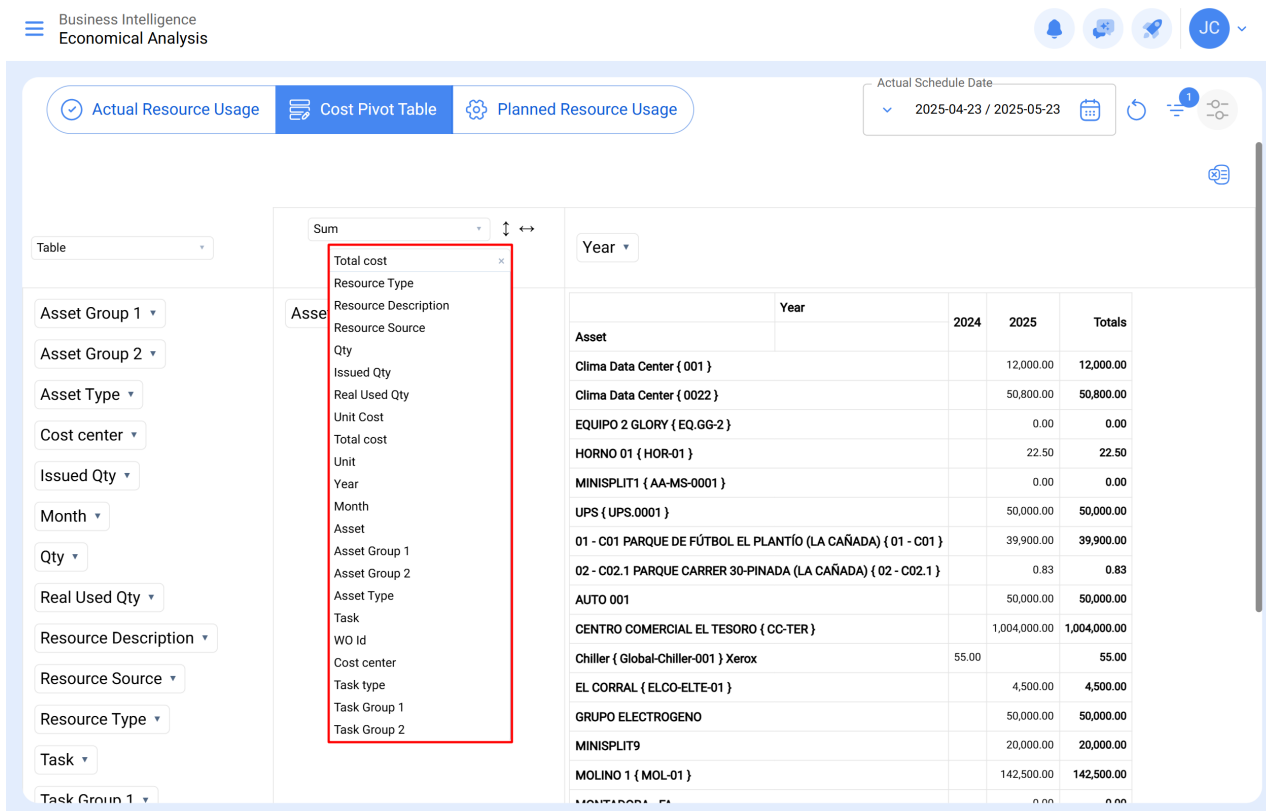 Business Intelligence
Economical Analysis
JC
Actual Resource Usage
Cost Pivot Table
Planned Resource Usage
Actual Schedule Date
2025-04-23 / 2025-05-23
1
Table
Sum
Year
Total cost ×
Resource Type
Resource Description
Resource Source
Qty
Issued Qty
Real Used Qty
Unit Cost
Total cost
Unit
Year
Month
Asset
Asset Group 1
Asset Group 2
Asset Type
Task
WO Id
Cost center
Task type
Task Group 1
Task Group 2
Asset Group 1
Asset Group 2
Asset Type
Cost center
Issued Qty
Month
Qty
Real Used Qty
Resource Description
Resource Source
Resource Type
Task
Task Group 1
Asse
Year 2024 2025 Totals
Asset
Clima Data Center { 001 } 12,000.00 12,000.00
Clima Data Center { 0022 } 50,800.00 50,800.00
EQUIPO 2 GLORY { EQ.GG-2 } 0.00 0.00
HORNO 01 { HOR-01 } 22.50 22.50
MINISPLIT1 { AA-MS-0001 } 0.00 0.00
UPS { UPS.0001 } 50,000.00 50,000.00
01 - C01 PARQUE DE FÚTBOL EL PLANTÍO (LA CAÑADA) { 01 - C01 } 39,900.00 39,900.00
02 - C02.1 PARQUE CARRER 30-PINADA (LA CAÑADA) { 02 - C02.1 } 0.83 0.83
AUTO 001 50,000.00 50,000.00
CENTRO COMERCIAL EL TESORO { CC-TER } 1,004,000.00 1,004,000.00
Chiller { Global-Chiller-001 } Xerox 55.00 55.00
EL CORRAL { ELCO-ELTE-01 } 4,500.00 4,500.00
GRUPO ELECTROGENO 50,000.00 50,000.00
MINISPLIT9 20,000.00 20,000.00
MOLINO 1 { MOL-01 } 142,500.00 142,500.00
0.00 0.00